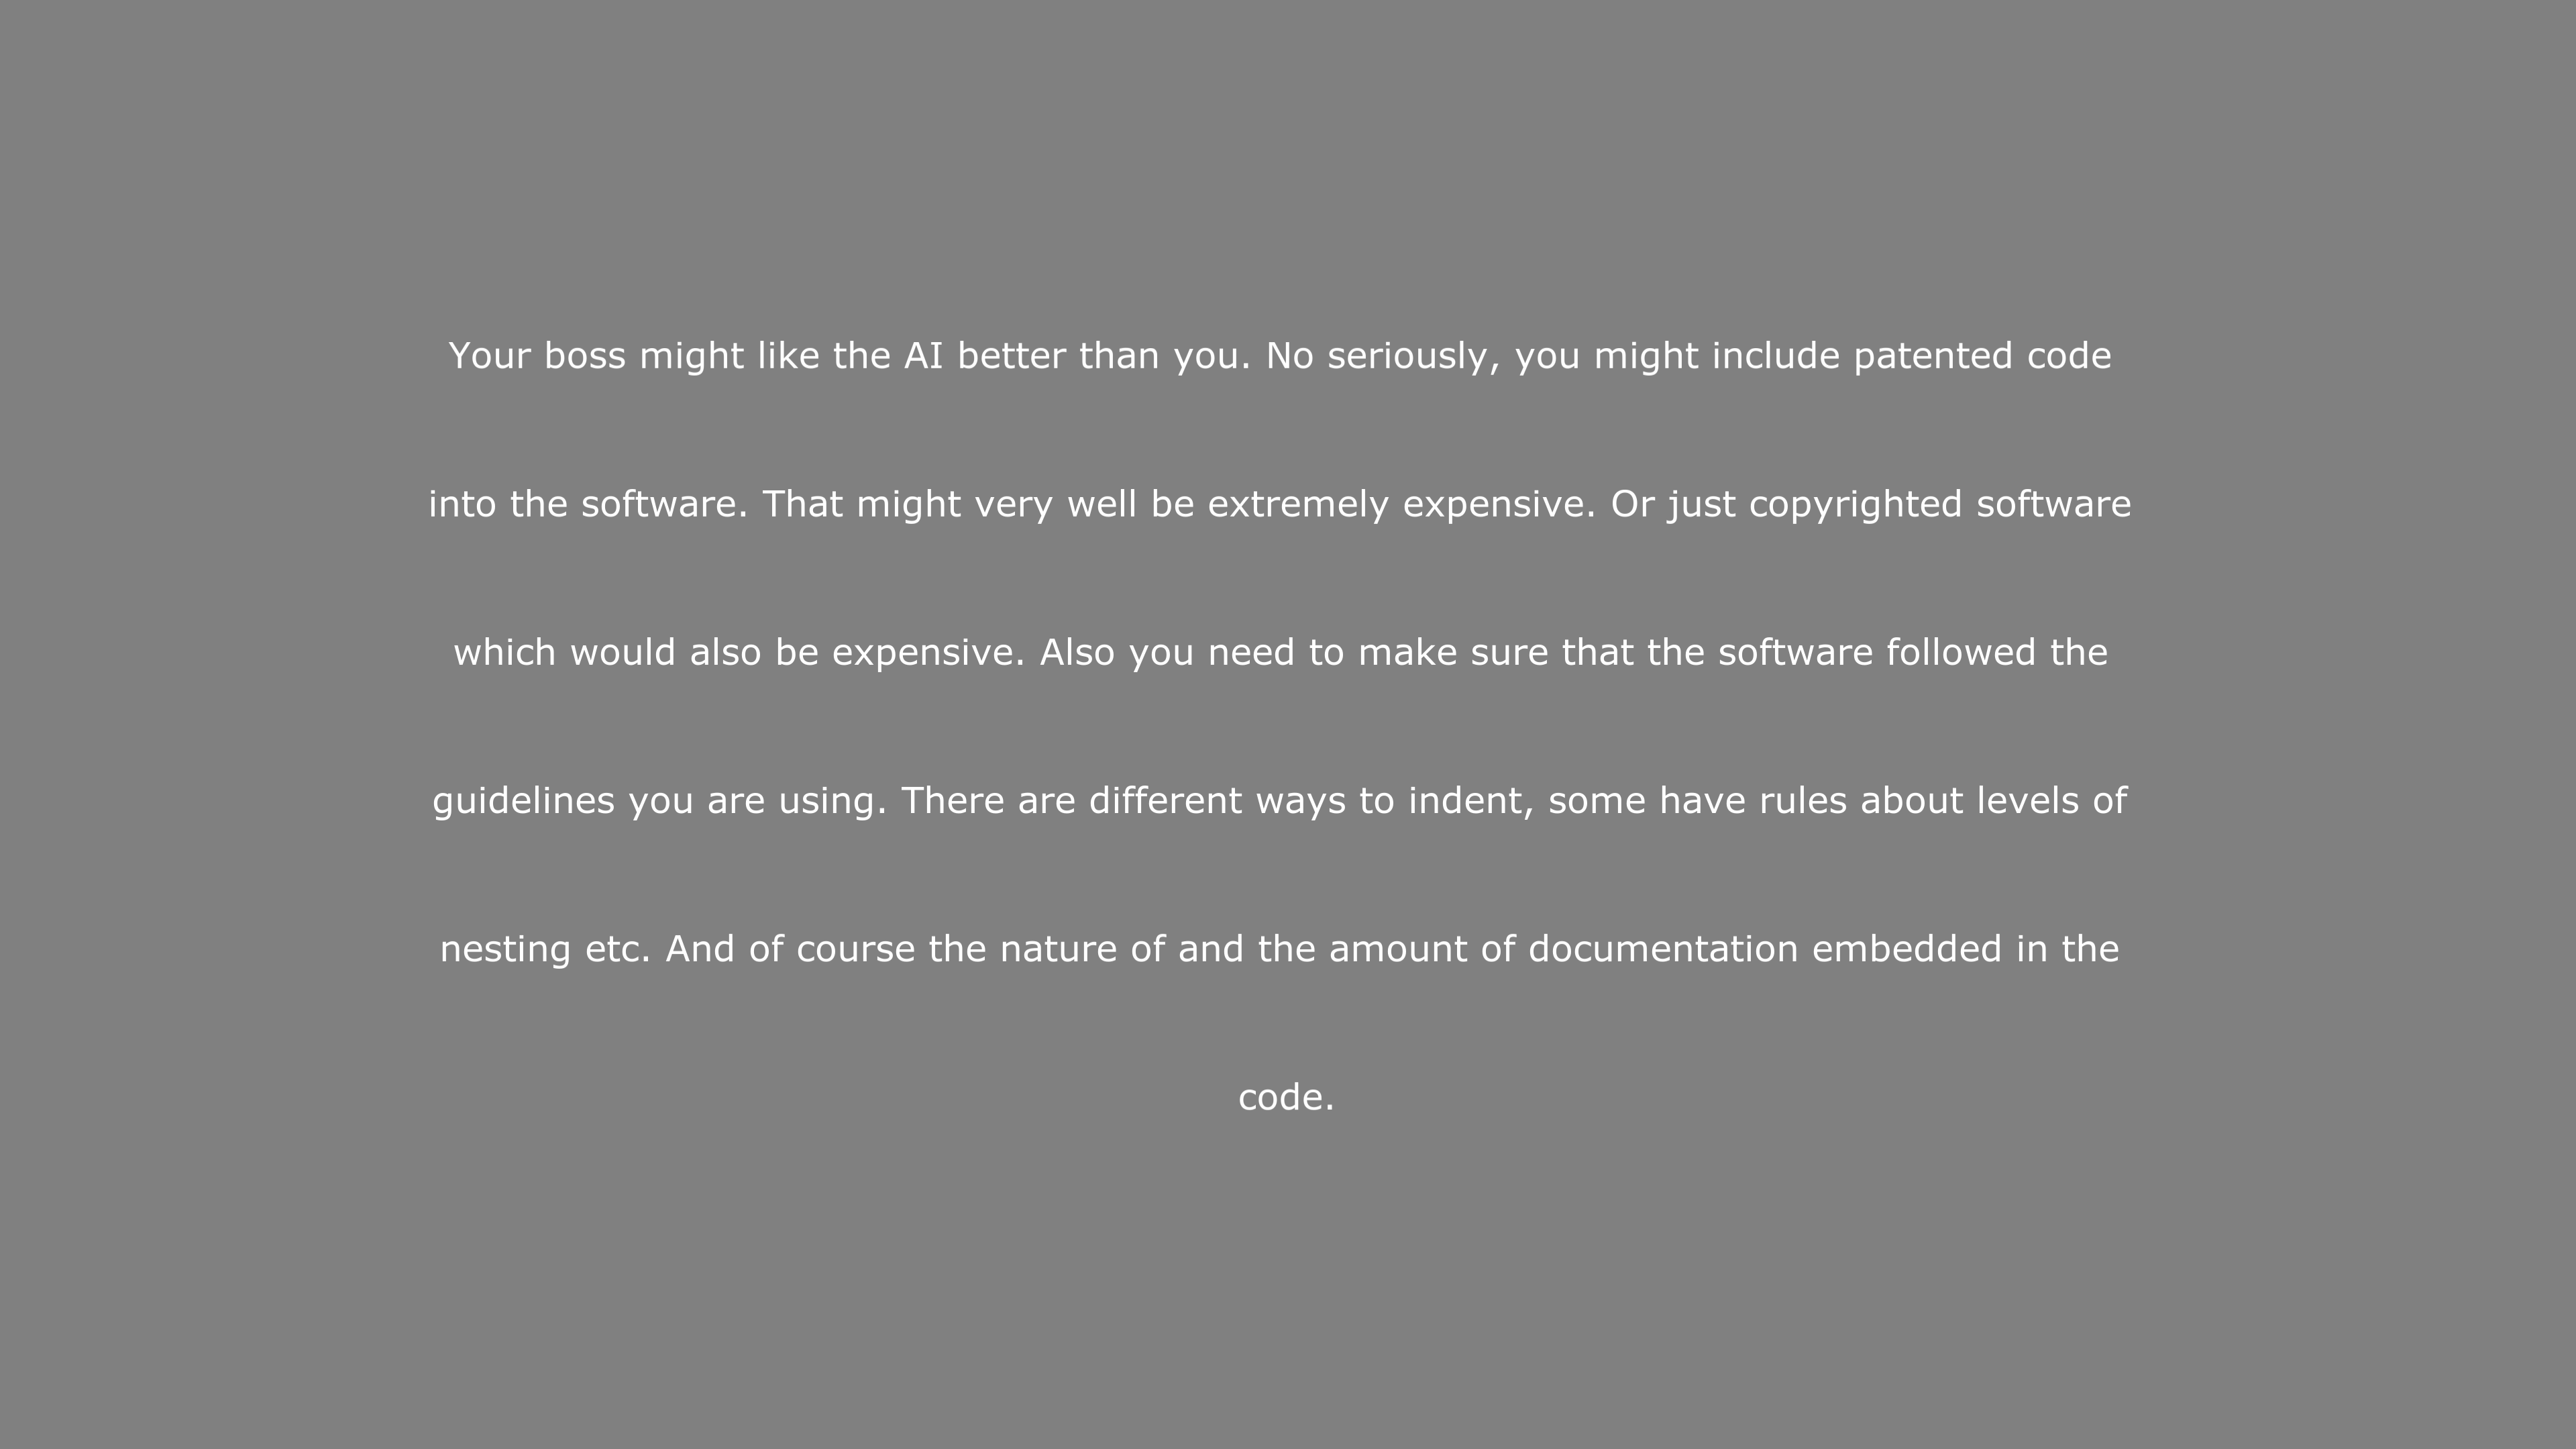 Your boss might like the AI better than you. No seriously, you might include patented code
into the software. That might very well be extremely expensive. Or just copyrighted software
which would also be expensive. Also you need to make sure that the software followed the
guidelines you are using. There are different ways to indent, some have rules about levels of
nesting etc. And of course the nature of and the amount of documentation embedded in the
code.